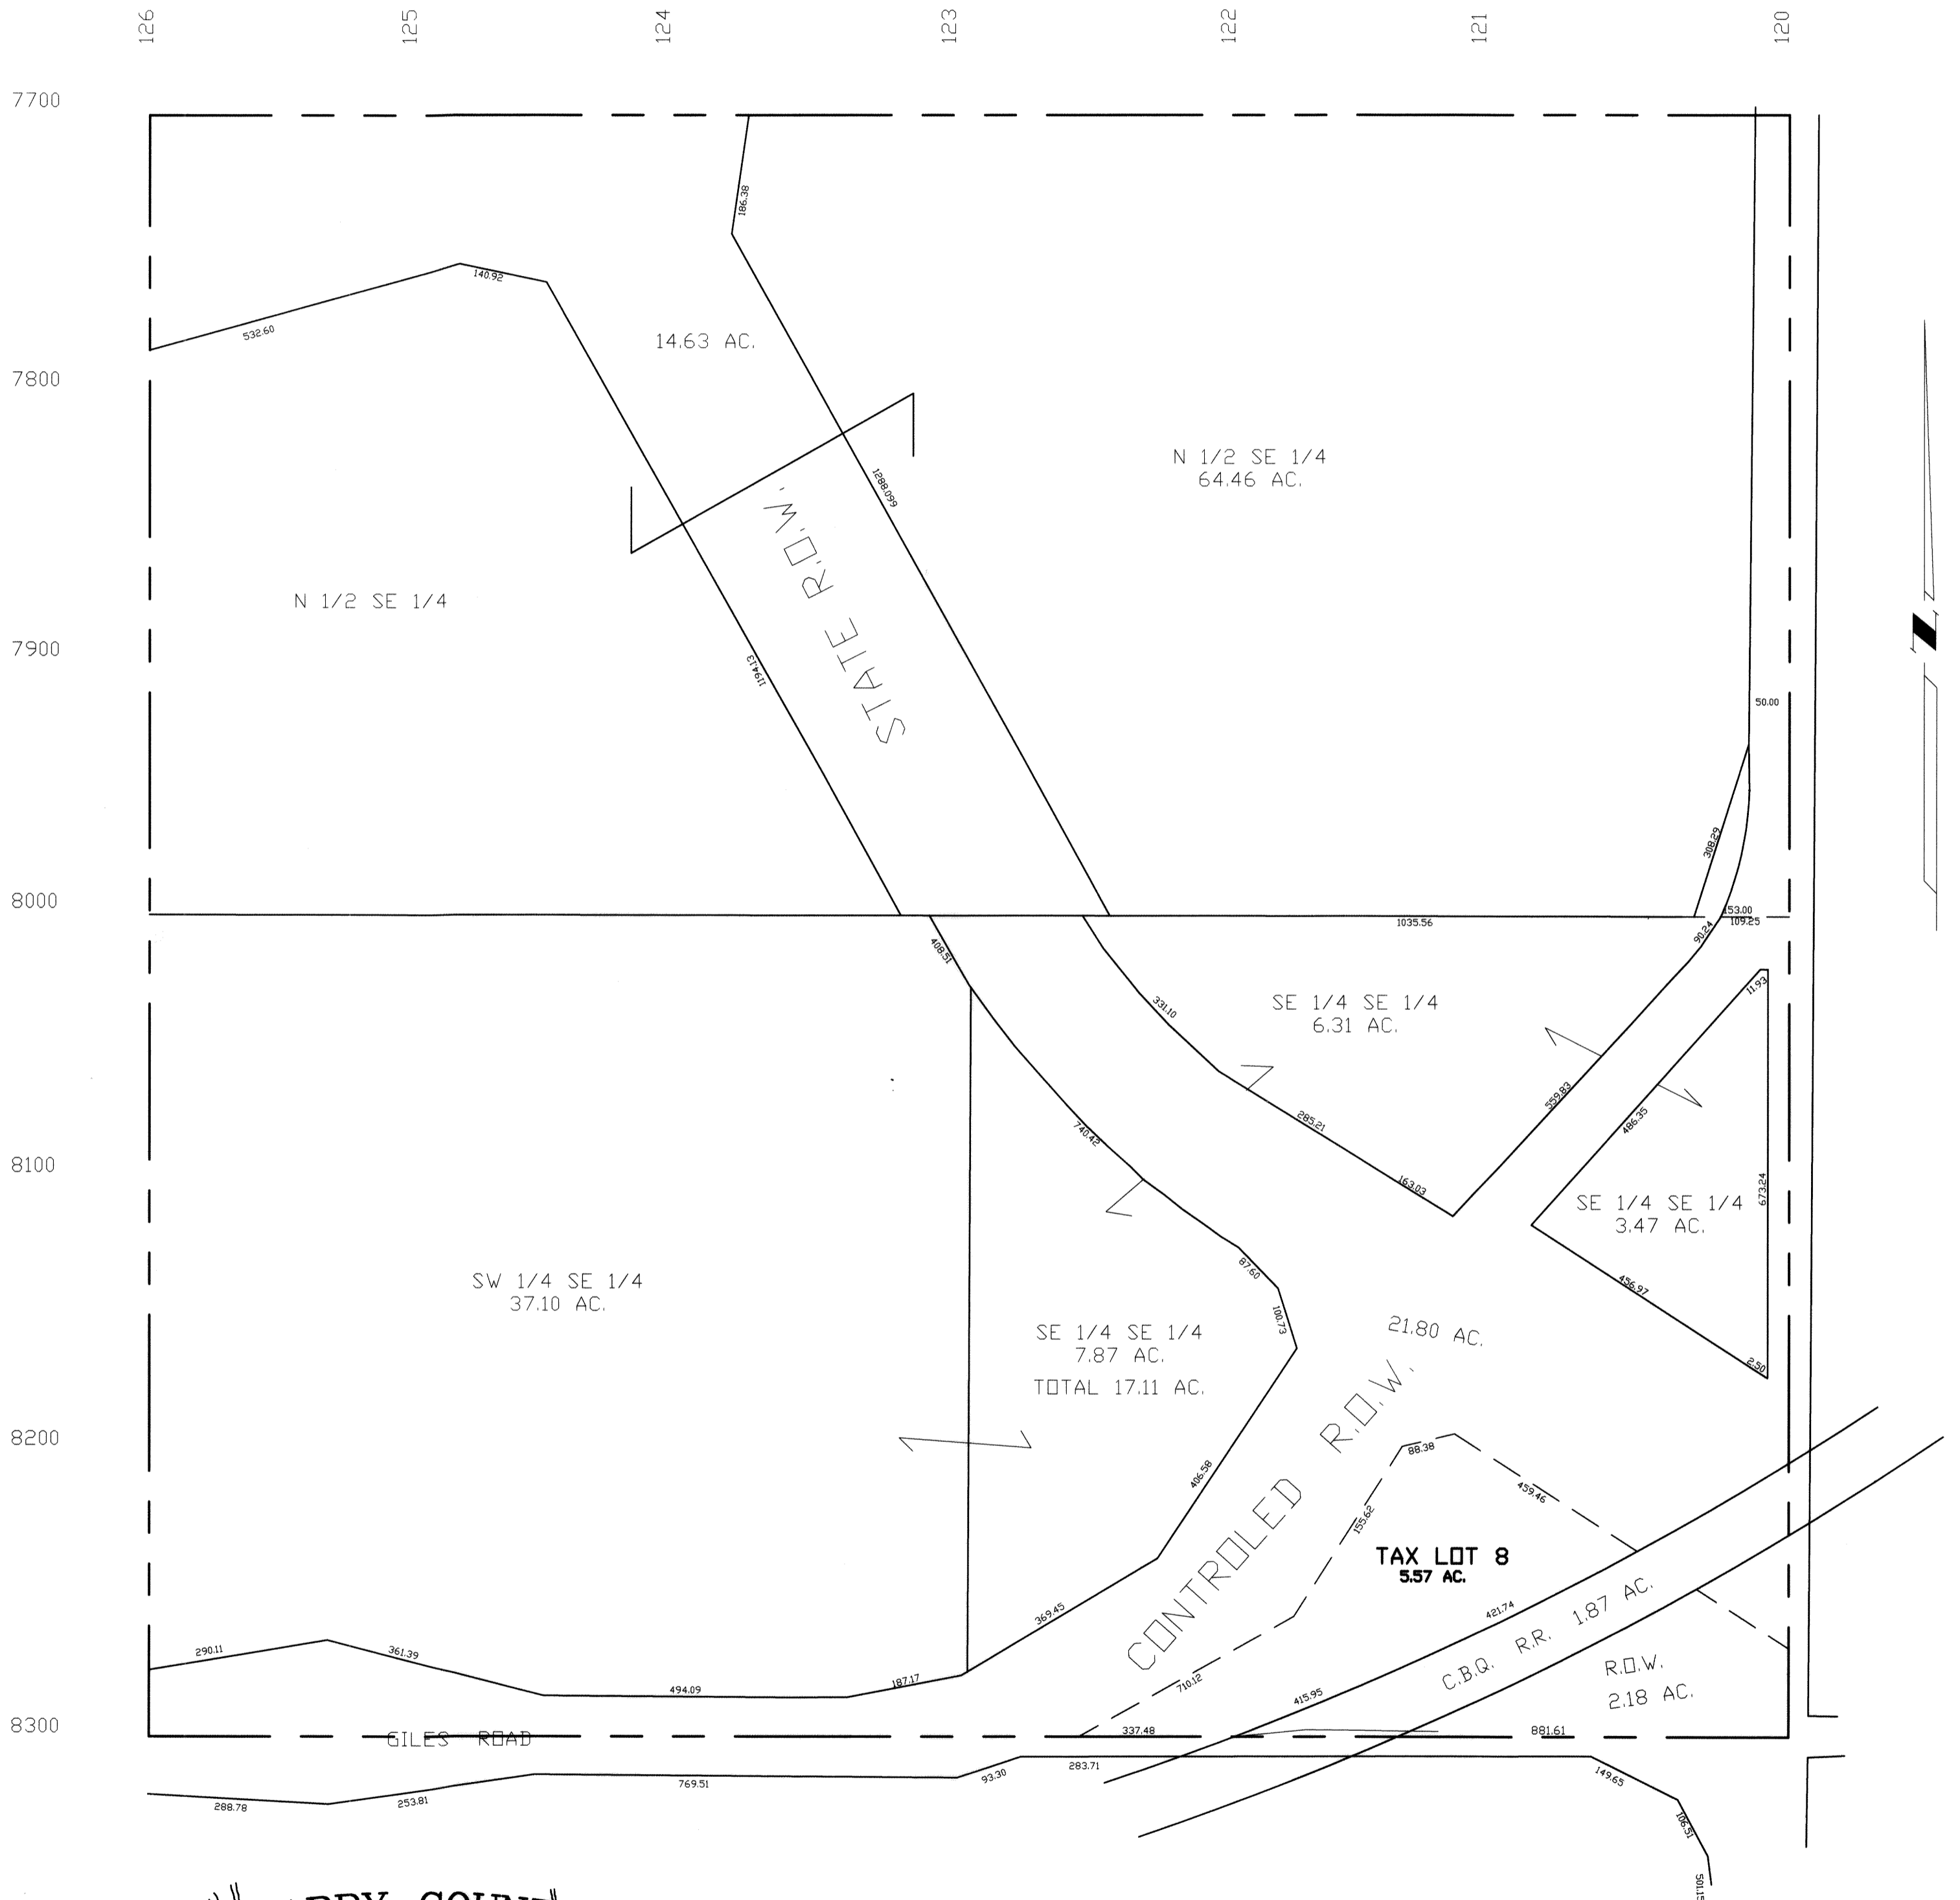 126 125 124 123 122 121 120
7700
186.38
140.92
532.60
14.63 AC.
7800
N 1/2 SE 1/4
64.46 AC.
1288.099
STATE R.O.W.
N 1/2 SE 1/4
7900
1194.13
50.00
308.29
8000
153.00
1035.56
109.25
90.24
408.51
11.93
331.10
SE 1/4 SE 1/4
6.31 AC.
559.83
486.35
285.21
740.42
8100
163.03
673.24
SE 1/4 SE 1/4
3.47 AC.
87.60
456.97
SW 1/4 SE 1/4
37.10 AC.
100.73
21.80 AC.
SE 1/4 SE 1/4
7.87 AC.
TOTAL 17.11 AC.
2.50
8200
CONTROLED R.O.W.
88.38
406.58
459.46
155.62
TAX LOT 8
5.57 AC.
421.74
369.45
C.B.Q. R.R. 1.87 AC.
290.11
361.39
R.O.W.
2.18 AC.
187.17
494.09
710.12
415.95
8300
GILES ROAD
337.48
881.61
283.71
93.30
769.51
149.65
288.78
253.81
106.51